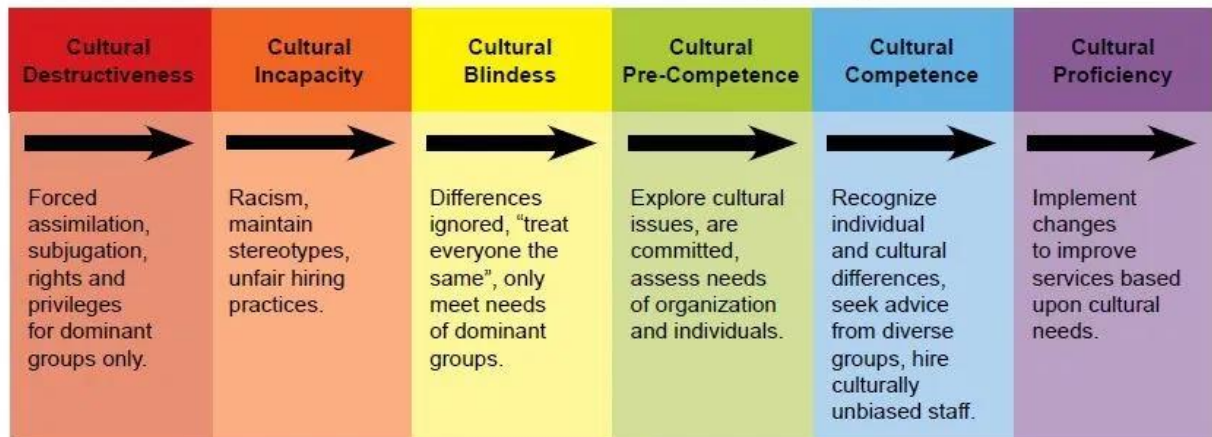 Cultural
Destructiveness
Cultural
Incapacity
Cultural
Blindess
Cultural
Pre-Competence
Cultural
Competence
Cultural
Proficiency
Forced
assimilation,
subjugation,
rights and
privileges
for dominant
groups only.
Racism,
maintain
stereotypes,
unfair hiring
practices.
Differences
ignored, “treat
everyone the
same”, only
meet needs
of dominant
groups.
Explore cultural
issues, are
committed,
assess needs
of organization
and individuals.
Recognize
individual
and cultural
differences,
seek advice
from diverse
groups, hire
culturally
unbiased staff.
Implement
changes
to improve
services based
upon cultural
needs.